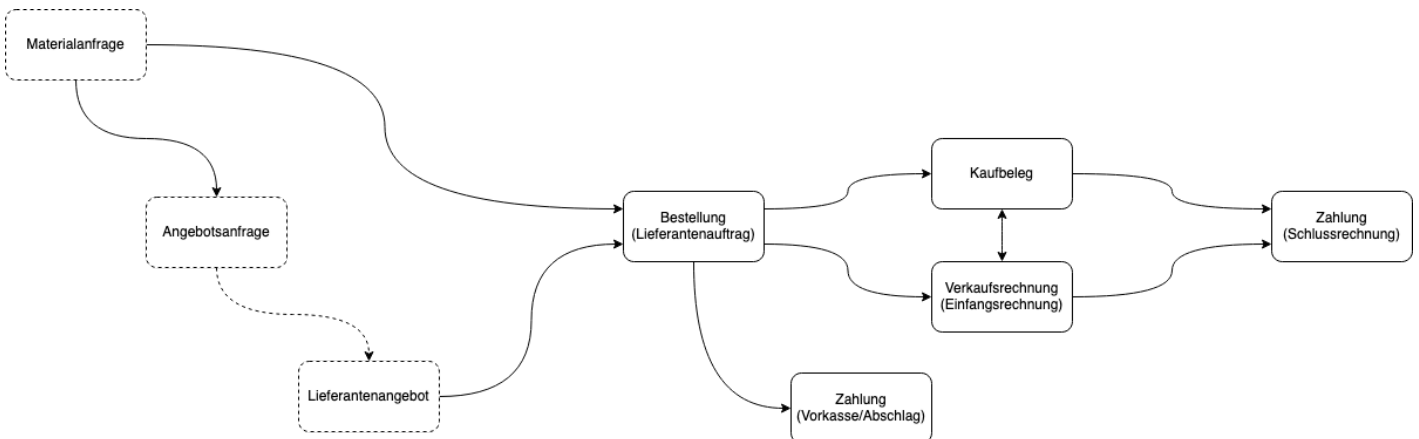 Materialanfrage
Angebotsanfrage
Lieferantenangebot
Bestellung
(Lieferantenauftrag)
Kaufbeleg
Verkaufsrechnung
(Einfangsrechnung)
Zahlung
(Vorkasse/Abschlag)
Zahlung
(Schlussrechnung)